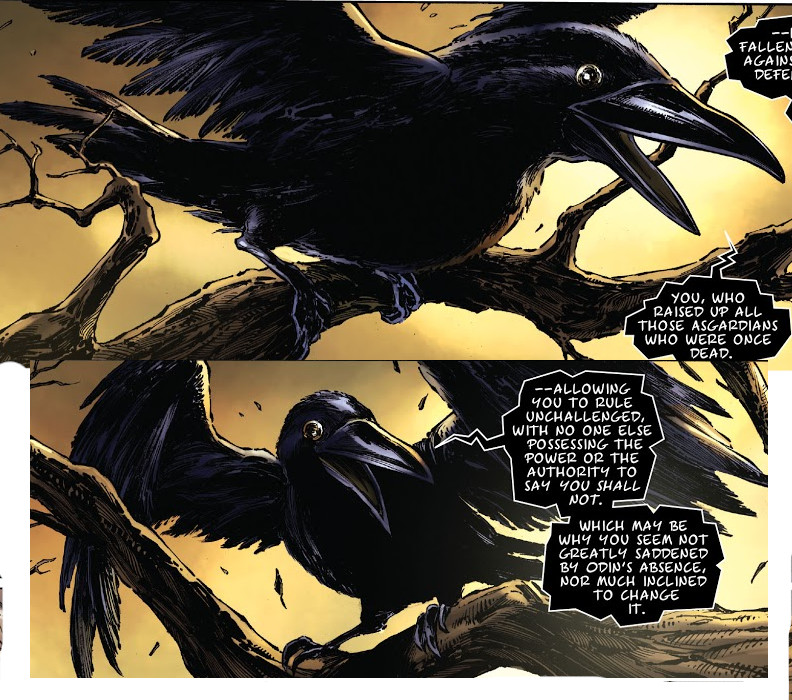 FALLEN
YOU, WHO
RAISED UP ALL
THOSE ASGARDIANS
WHO WERE ONCE
DEAD.
--ALLOWING
YOU TO RULE
UNCHALLENGED,
WITH NO ONE ELSE
POSSESSING THE
POWER OR THE
AUTHORITY TO
SAY YOU SHALL
NOT.
WHICH MAY BE
WHY YOU SEEM NOT
GREATLY SADDENED
BY ODIN'S ABSENCE,
NOR MUCH INCLINED
TO CHANGE
IT.